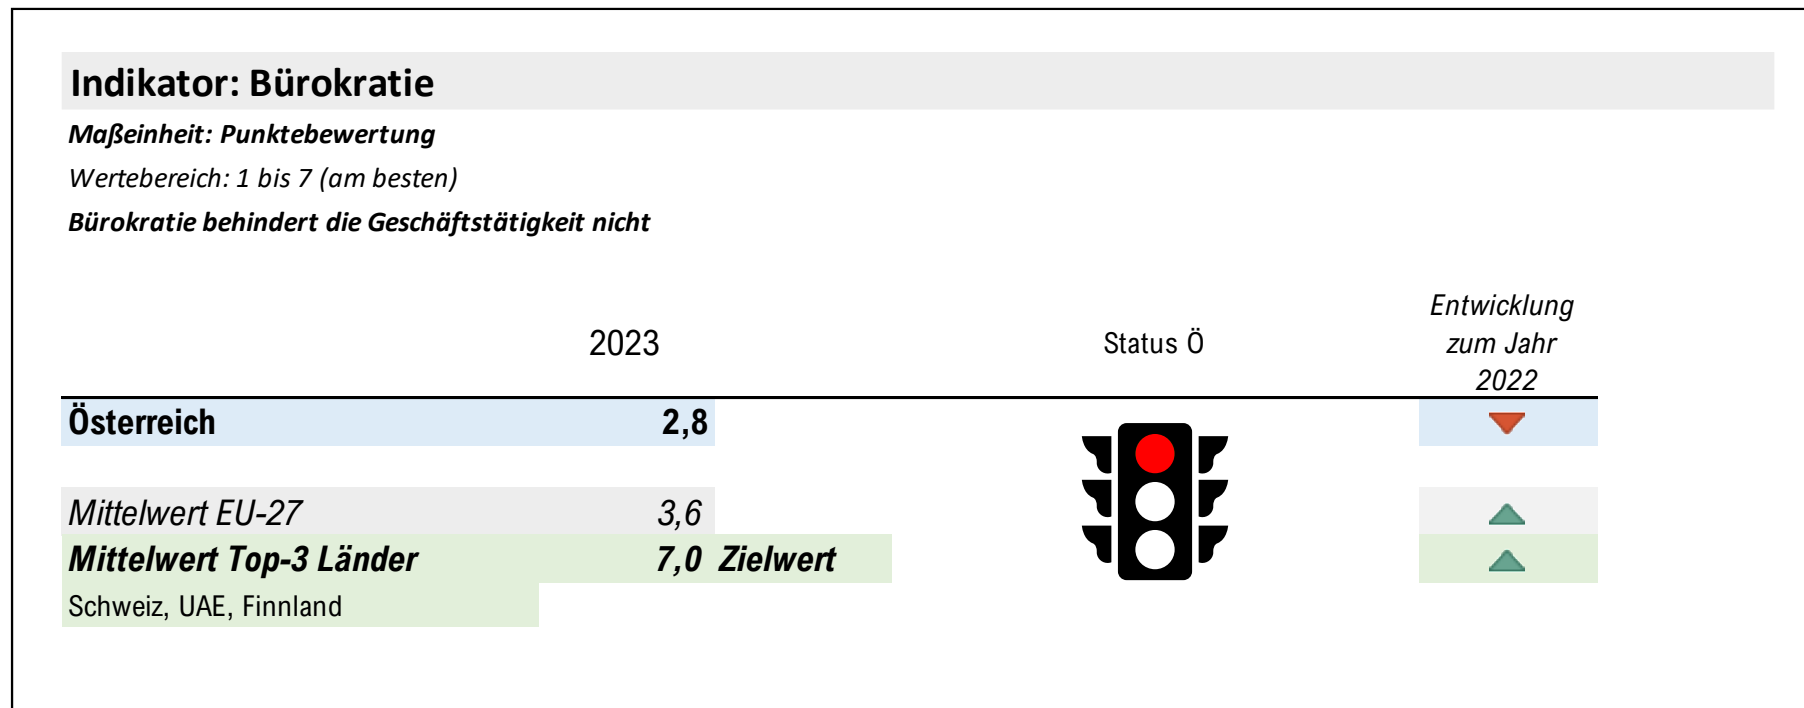 Indikator: Bürokratie
Maßeinheit: Punktebewertung
Wertebereich: 1 bis 7 (am besten)
Bürokratie behindert die Geschäftstätigkeit nicht
2023 Status Ö Entwicklung
zum Jahr
2022
Österreich 2,8
Mittelwert EU-27 3,6
Mittelwert Top-3 Länder 7,0 Zielwert
Schweiz, UAE, Finnland